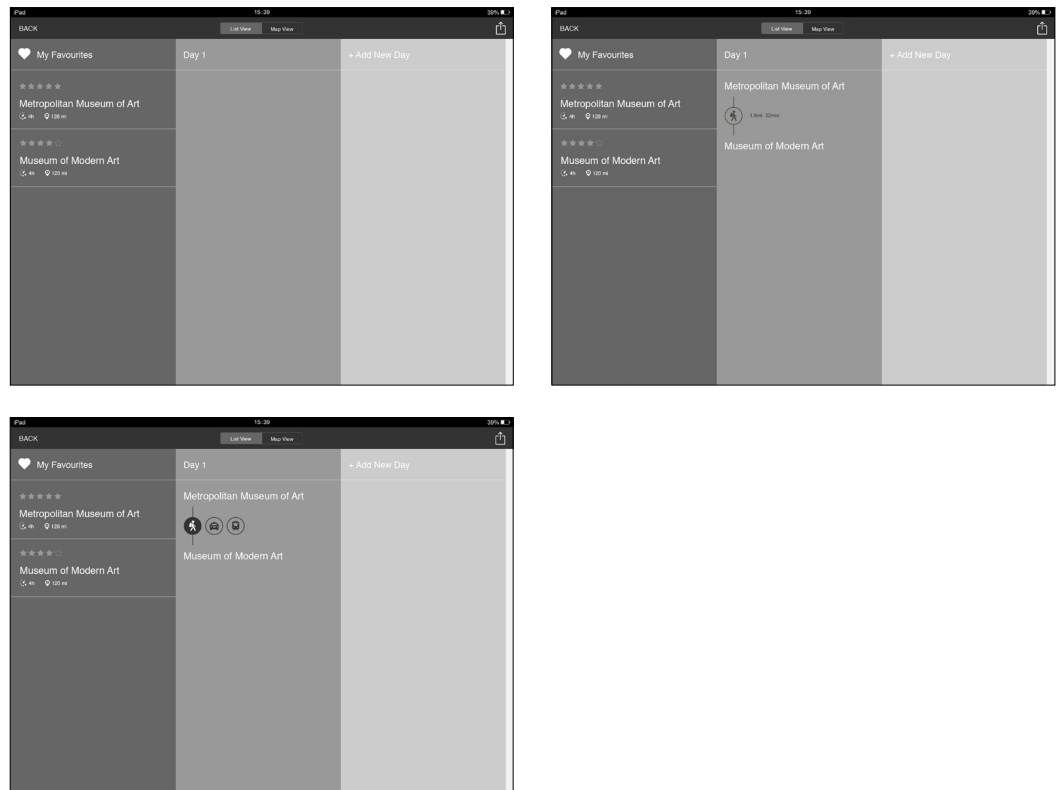 iPad 15:39 39%
BACK List View Map View
My Favourites Day 1 + Add New Day
Metropolitan Museum of Art
4h 128 mi
Museum of Modern Art
4h 120 mi
iPad 15:39 39%
BACK List View Map View
My Favourites Day 1 + Add New Day
Metropolitan Museum of Art
4h 128 mi
Museum of Modern Art
4h 120 mi
Metropolitan Museum of Art
32min
Museum of Modern Art
iPad 15:39 39%
BACK List View Map View
My Favourites Day 1 + Add New Day
Metropolitan Museum of Art
4h 128 mi
Museum of Modern Art
4h 120 mi
Metropolitan Museum of Art
Museum of Modern Art